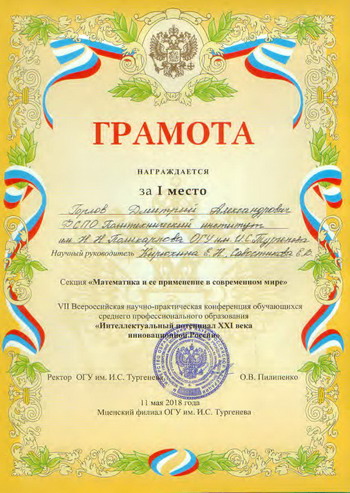 ГРАМОТА
НАГРАЖДАЕТСЯ
за I место
Горлов Дмитрий Александрович
ФСПО Политехнический институт
им. Н.Н. Поликарпова ОГУ им. И.С. Тургенева
Научный руководитель
Секция «Математика и ее применение в современном мире»
VII Всероссийская научно-практическая конференция обучающихся
среднего профессионального образования
«Интеллектуальный потенциал XXI века
инновационной России»
Ректор ОГУ им. И.С. Тургенева О.В. Пилипенко
11 мая 2018 года
Мценский филиал ОГУ им. И.С. Тургенева